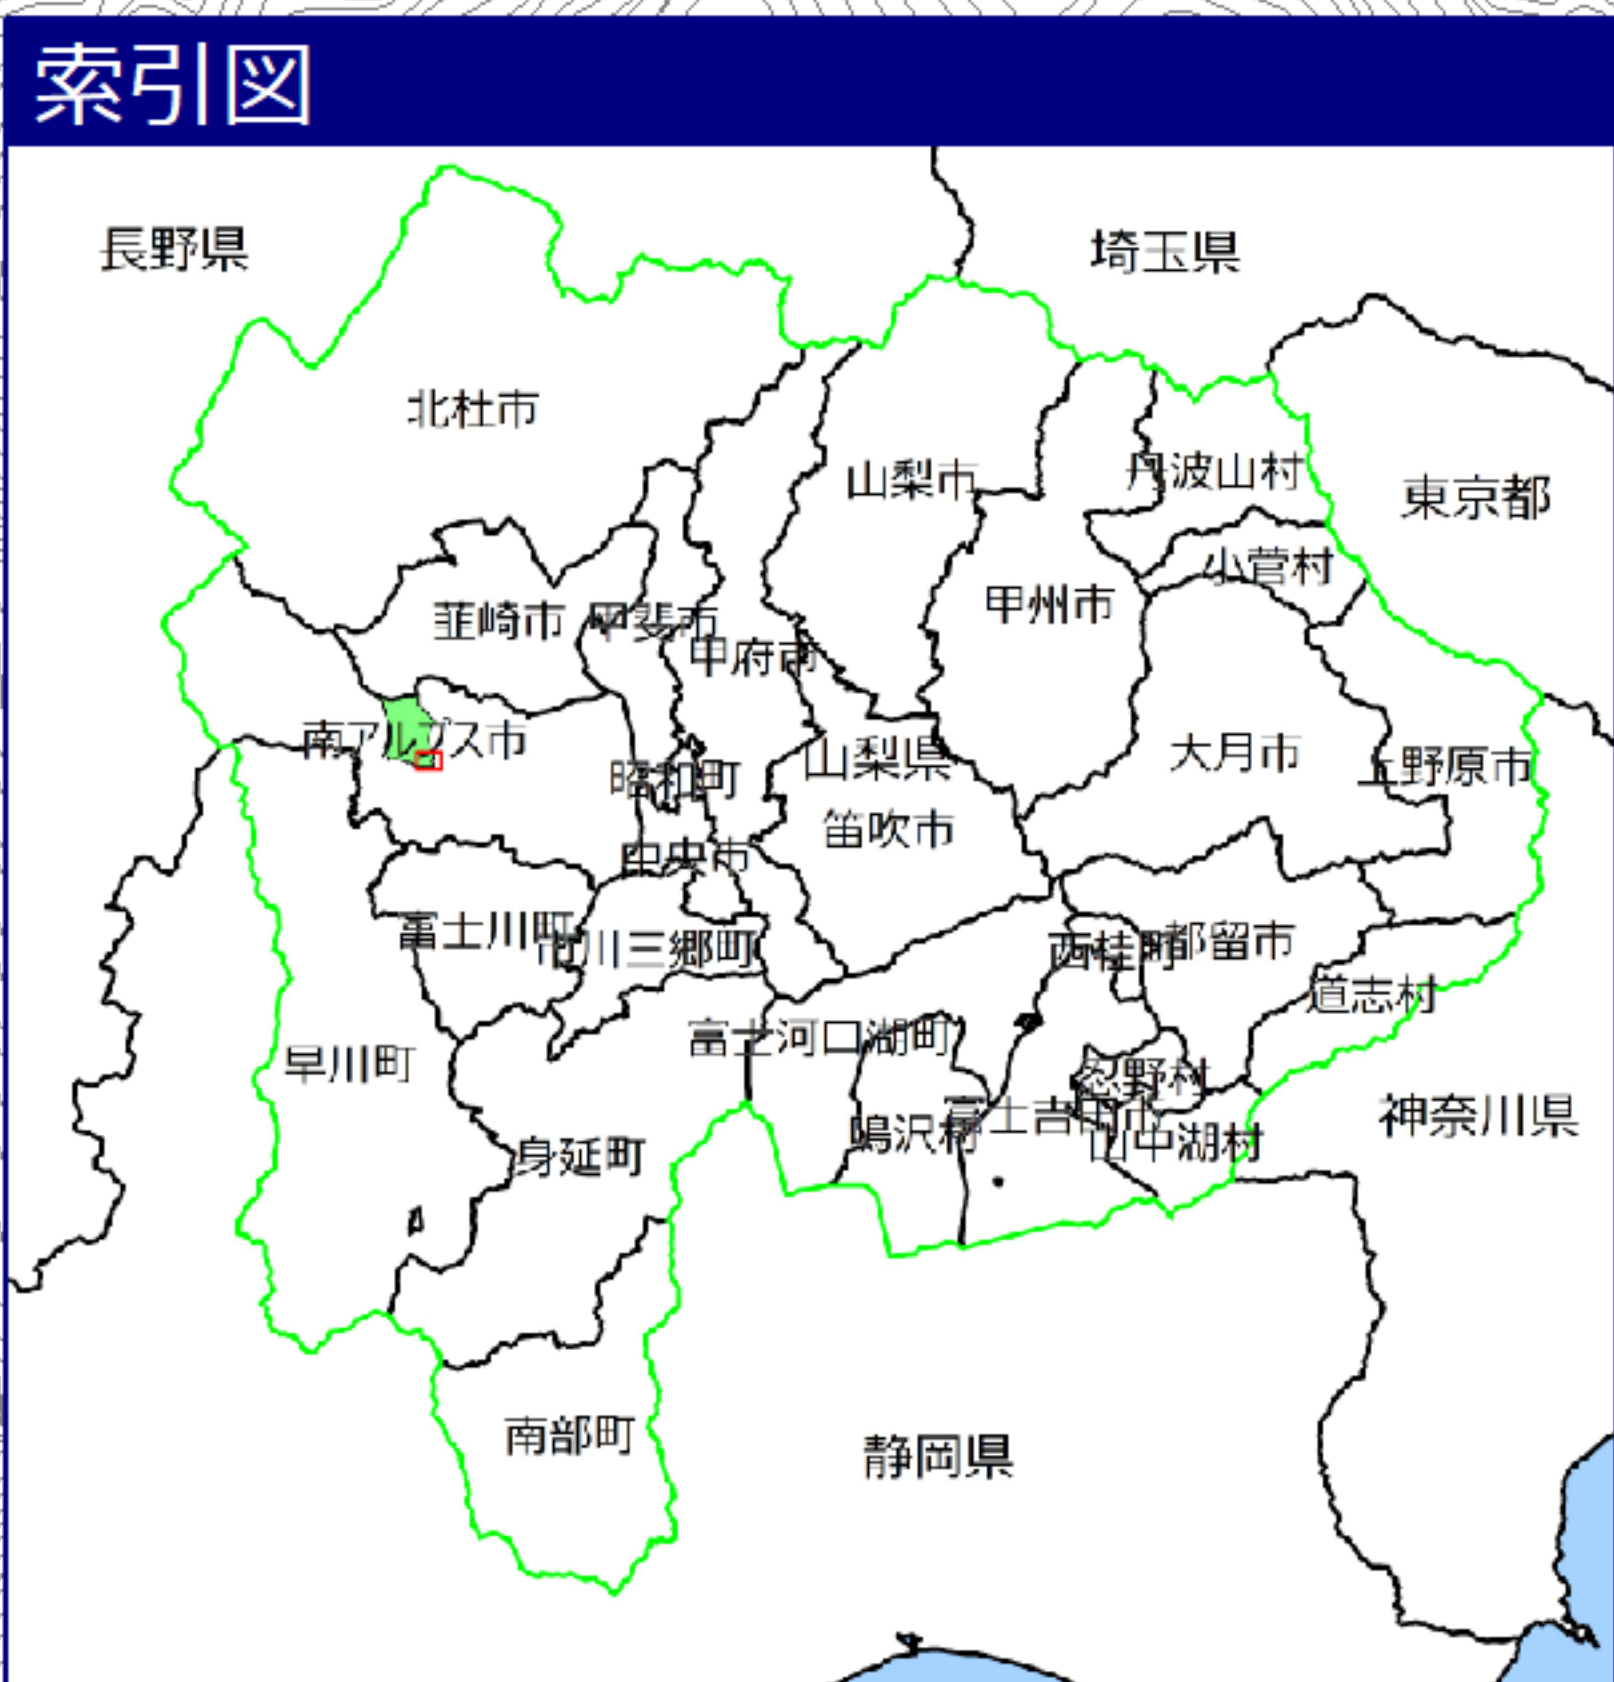 索引図
長野県
埼玉県
北杜市
山梨市
丹波山村
東京都
小菅村
甲州市
韮崎市
甲斐市
甲府市
南アルプス市
昭和町
山梨県
大月市
上野原市
笛吹市
中央市
富士川町
市川三郷町
西桂町
都留市
道志村
富士河口湖町
早川町
忍野村
鳴沢村
富士吉田市
山中湖村
神奈川県
身延町
南部町
静岡県